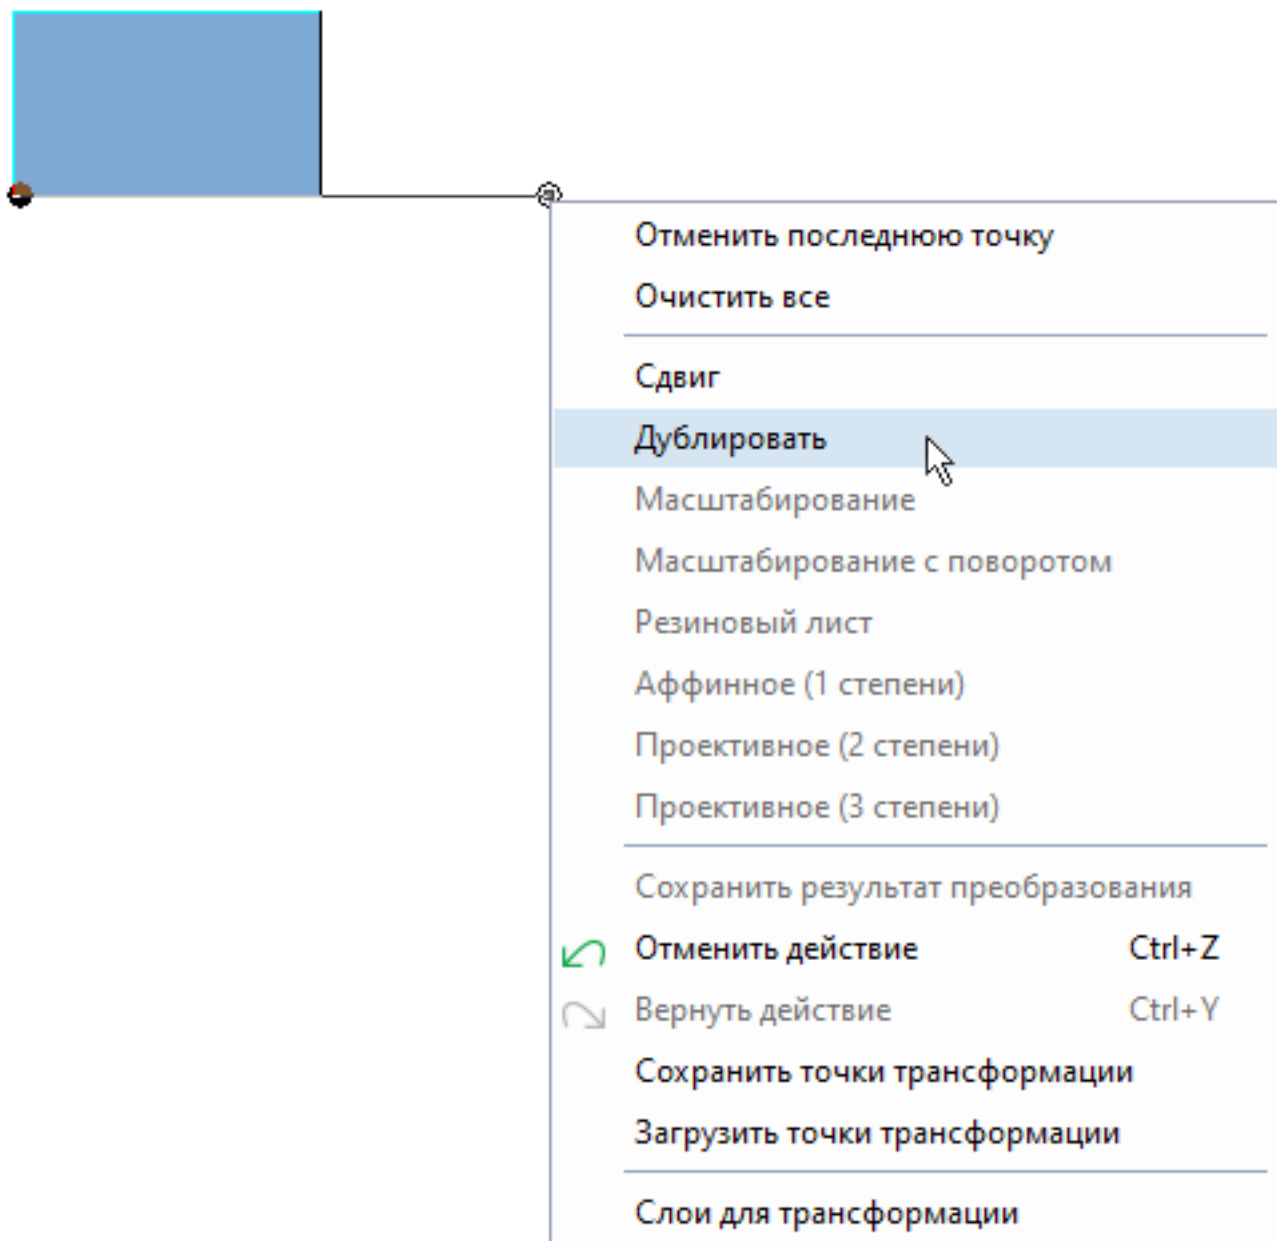 Отменить последнюю точку
Очистить все
Сдвиг
Дублировать
Масштабирование
Масштабирование с поворотом
Резиновый лист
Аффинное (1 степени)
Проективное (2 степени)
Проективное (3 степени)
Сохранить результат преобразования
Отменить действие Ctrl+Z
Вернуть действие Ctrl+Y
Сохранить точки трансформации
Загрузить точки трансформации
Слои для трансформации